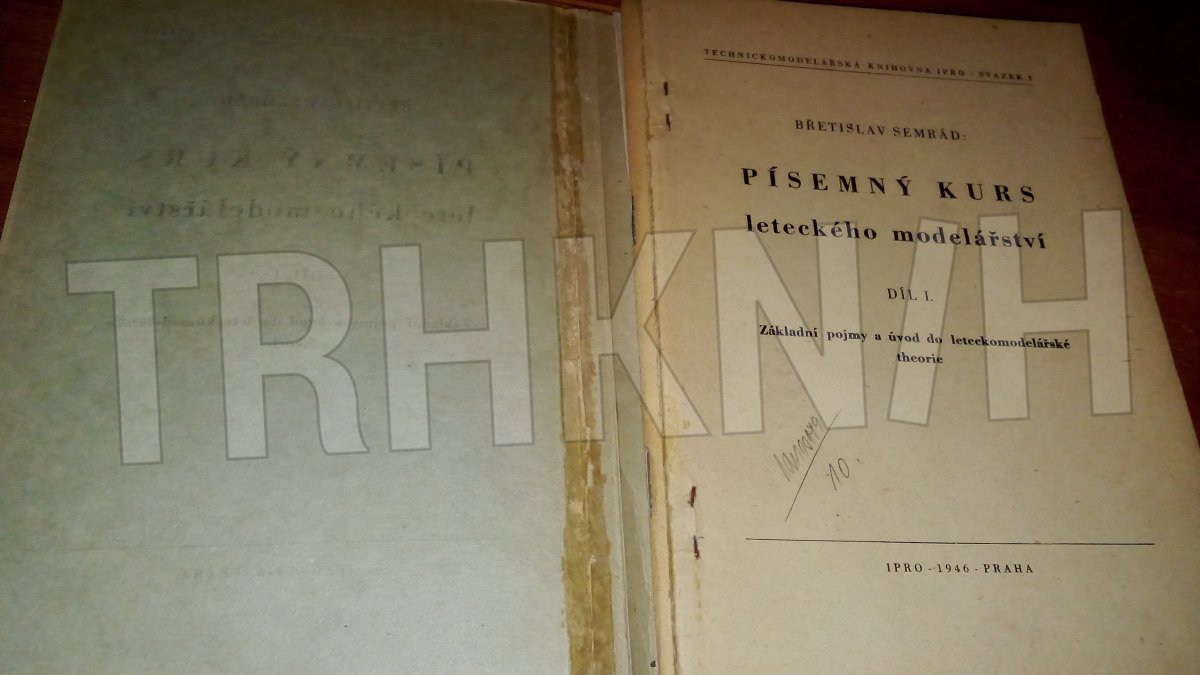 TECHNICKOMODELÁŘSKÁ KNIHOVNA IPRO - SVAZEK 1
BŘETISLAV SEMRÁD:
PÍSEMNÝ KURS
leteckého modelářství
DÍL I.
Základní pojmy a úvod do leteckomodelářské
theorie
10.
IPRO - 1946 - PRAHA
TRHKNIH